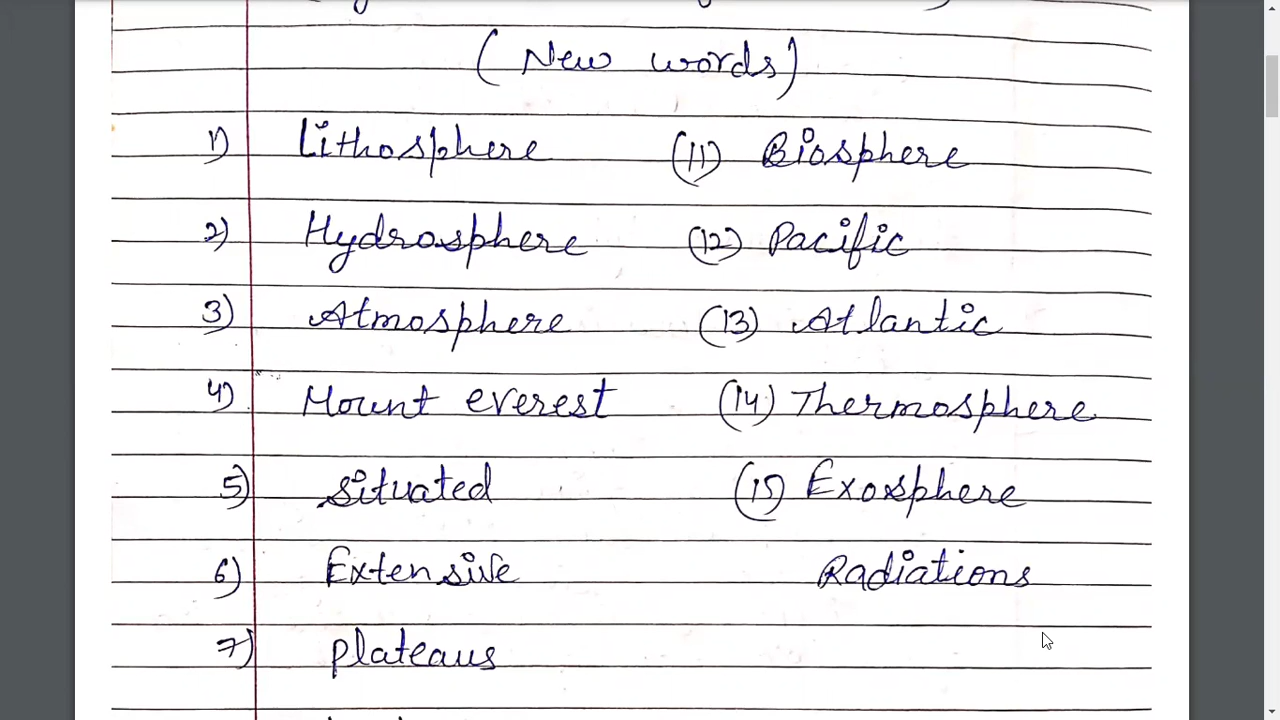 (New words)
1) Lithosphere (11) Biosphere
2) Hydrosphere (12) Pacific
3) Atmosphere (13) Atlantic
4) Mount everest (14) Thermosphere
5) situated (15) Exosphere
6) Extensive Radiations
7) plateaus